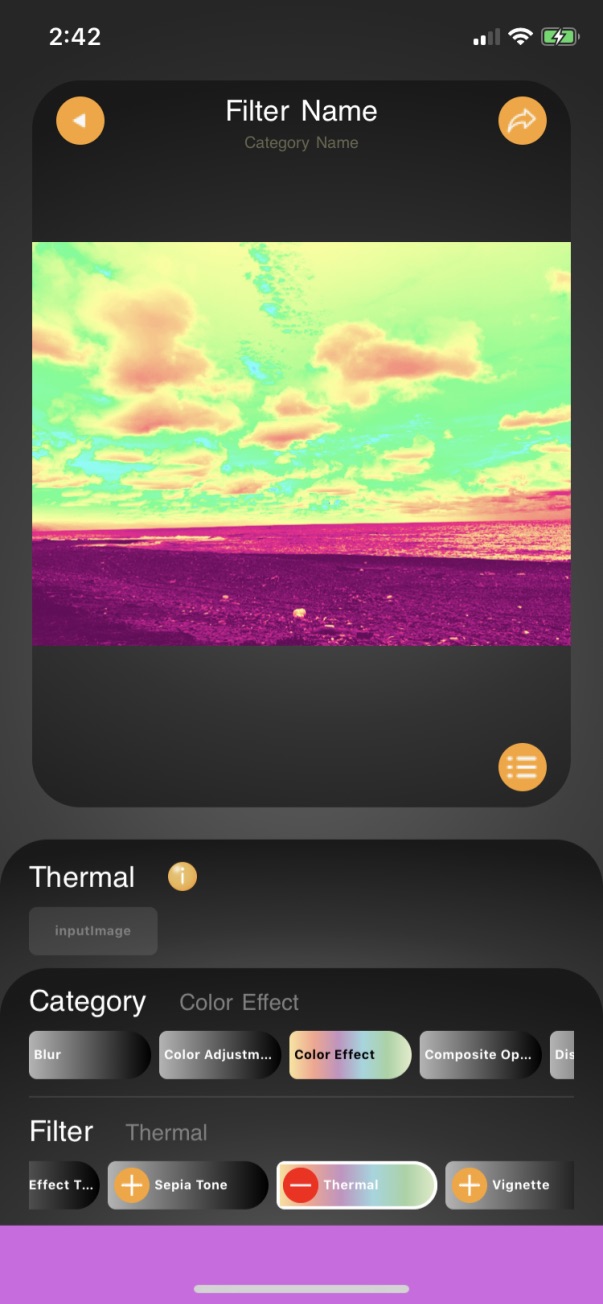 2:42
Filter Name
Category Name
Thermal
i
inputImage
Category Color Effect
Blur
Color Adjustm...
Color Effect
Composite Op...
Dis
Filter Thermal
Effect T...
Sepia Tone
Thermal
Vignette